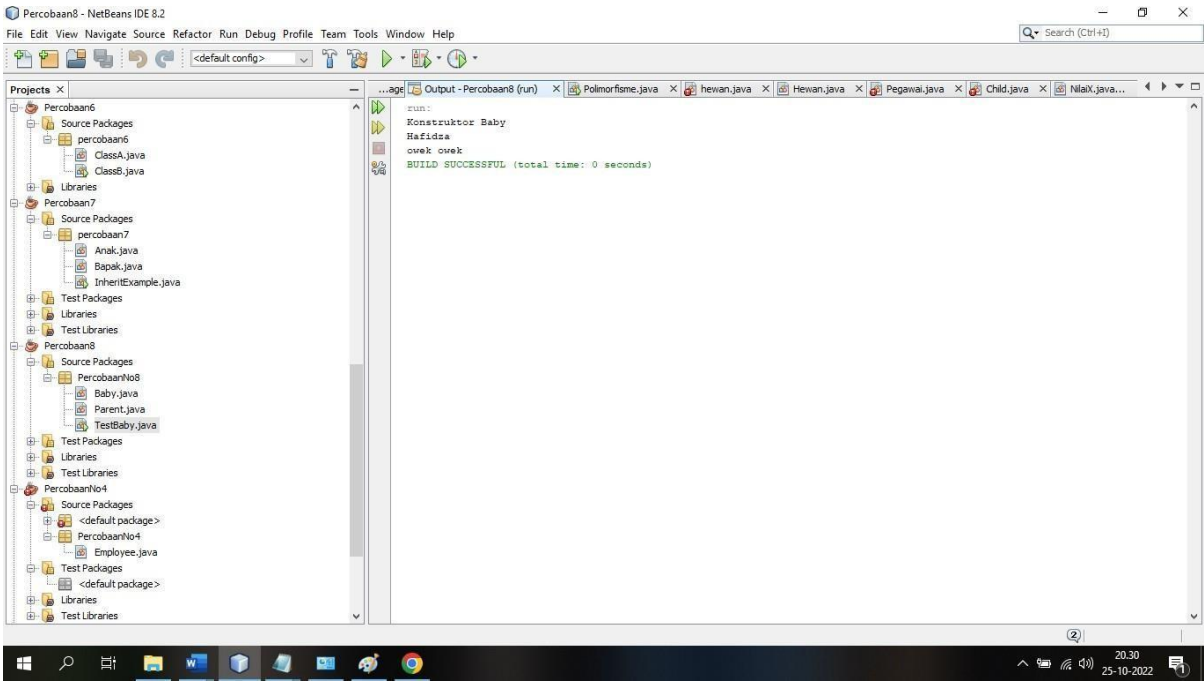 Percobaan8 - NetBeans IDE 8.2
File Edit View Navigate Source Refactor Run Debug Profile Team Tools Window Help
Search (Ctrl+I)
<default config>
Projects
...age Output - Percobaan8 (run) Polimorfisme.java hewan.java Hewan.java Pegawai.java Child.java NilaiX.java...
Percobaan6
Source Packages
percobaan6
ClassA.java
ClassB.java
Libraries
Percobaan7
Source Packages
percobaan7
Anak.java
Bapak.java
InheritExample.java
Test Packages
Libraries
Test Libraries
Percobaan8
Source Packages
PercobaanNo8
Baby.java
Parent.java
TestBaby.java
Test Packages
Libraries
Test Libraries
PercobaanNo4
Source Packages
<default package>
PercobaanNo4
Employee.java
Test Packages
<default package>
Libraries
Test Libraries
run:
Konstruktor Baby
Hafidza
owek owek
BUILD SUCCESSFUL (total time: 0 seconds)
2
20.30
25-10-2022
1